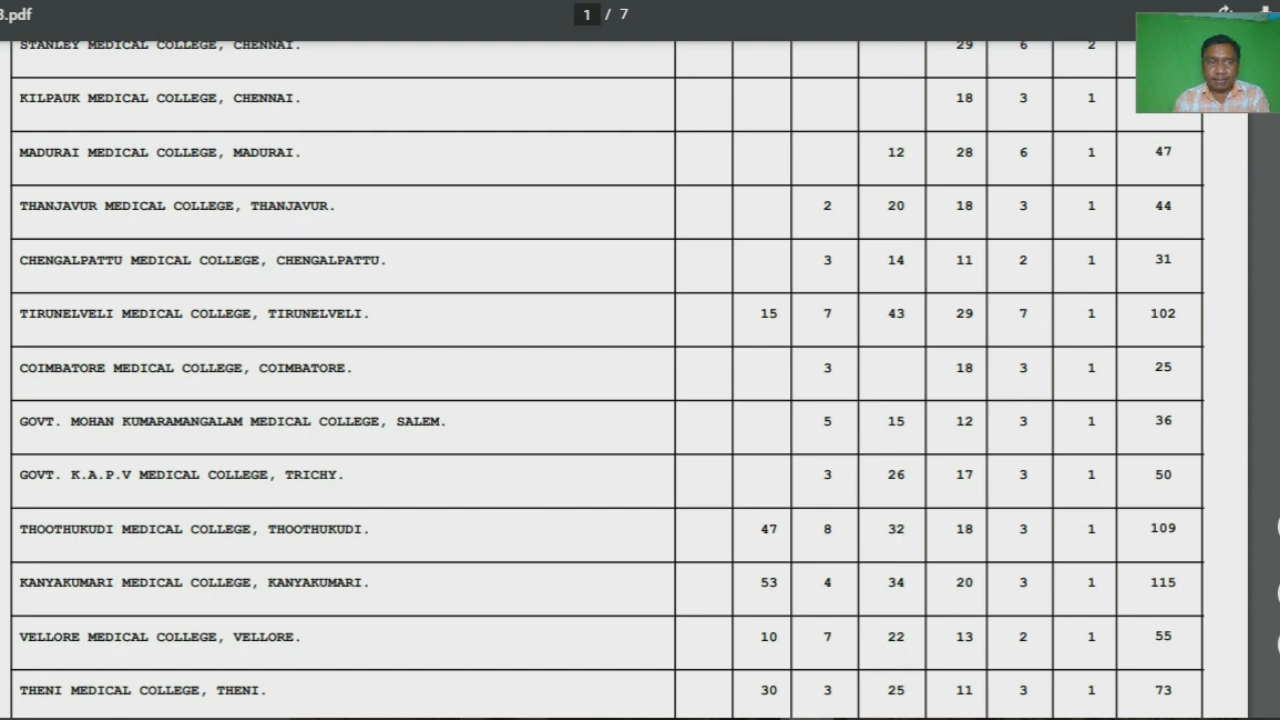 3.pdf 1 / 7
STANLEY MEDICAL COLLEGE, CHENNAI. 29 6 2
KILPAUK MEDICAL COLLEGE, CHENNAI. 18 3 1
MADURAI MEDICAL COLLEGE, MADURAI. 12 28 6 1 47
THANJAVUR MEDICAL COLLEGE, THANJAVUR. 2 20 18 3 1 44
CHENGALPATTU MEDICAL COLLEGE, CHENGALPATTU. 3 14 11 2 1 31
TIRUNELVELI MEDICAL COLLEGE, TIRUNELVELI. 15 7 43 29 7 1 102
COIMBATORE MEDICAL COLLEGE, COIMBATORE. 3 18 3 1 25
GOVT. MOHAN KUMARAMANGALAM MEDICAL COLLEGE, SALEM. 5 15 12 3 1 36
GOVT. K.A.P.V MEDICAL COLLEGE, TRICHY. 3 26 17 3 1 50
THOOTHUKUDI MEDICAL COLLEGE, THOOTHUKUDI. 47 8 32 18 3 1 109
KANYAKUMARI MEDICAL COLLEGE, KANYAKUMARI. 53 4 34 20 3 1 115
VELLORE MEDICAL COLLEGE, VELLORE. 10 7 22 13 2 1 55
THENI MEDICAL COLLEGE, THENI. 30 3 25 11 3 1 73